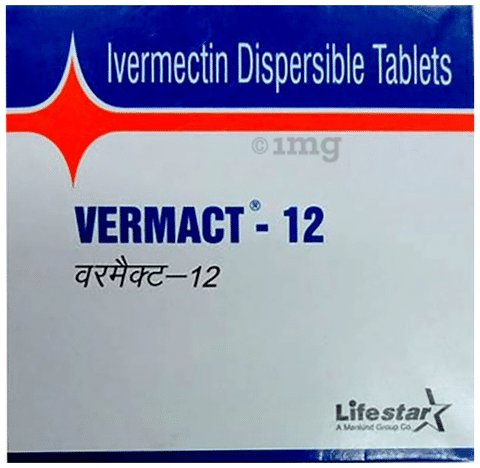 Ivermectin Dispersible Tablets
©1mg
VERMACT® - 12
वरमैक्ट–12
Lifestar
A Mankind Group Co.